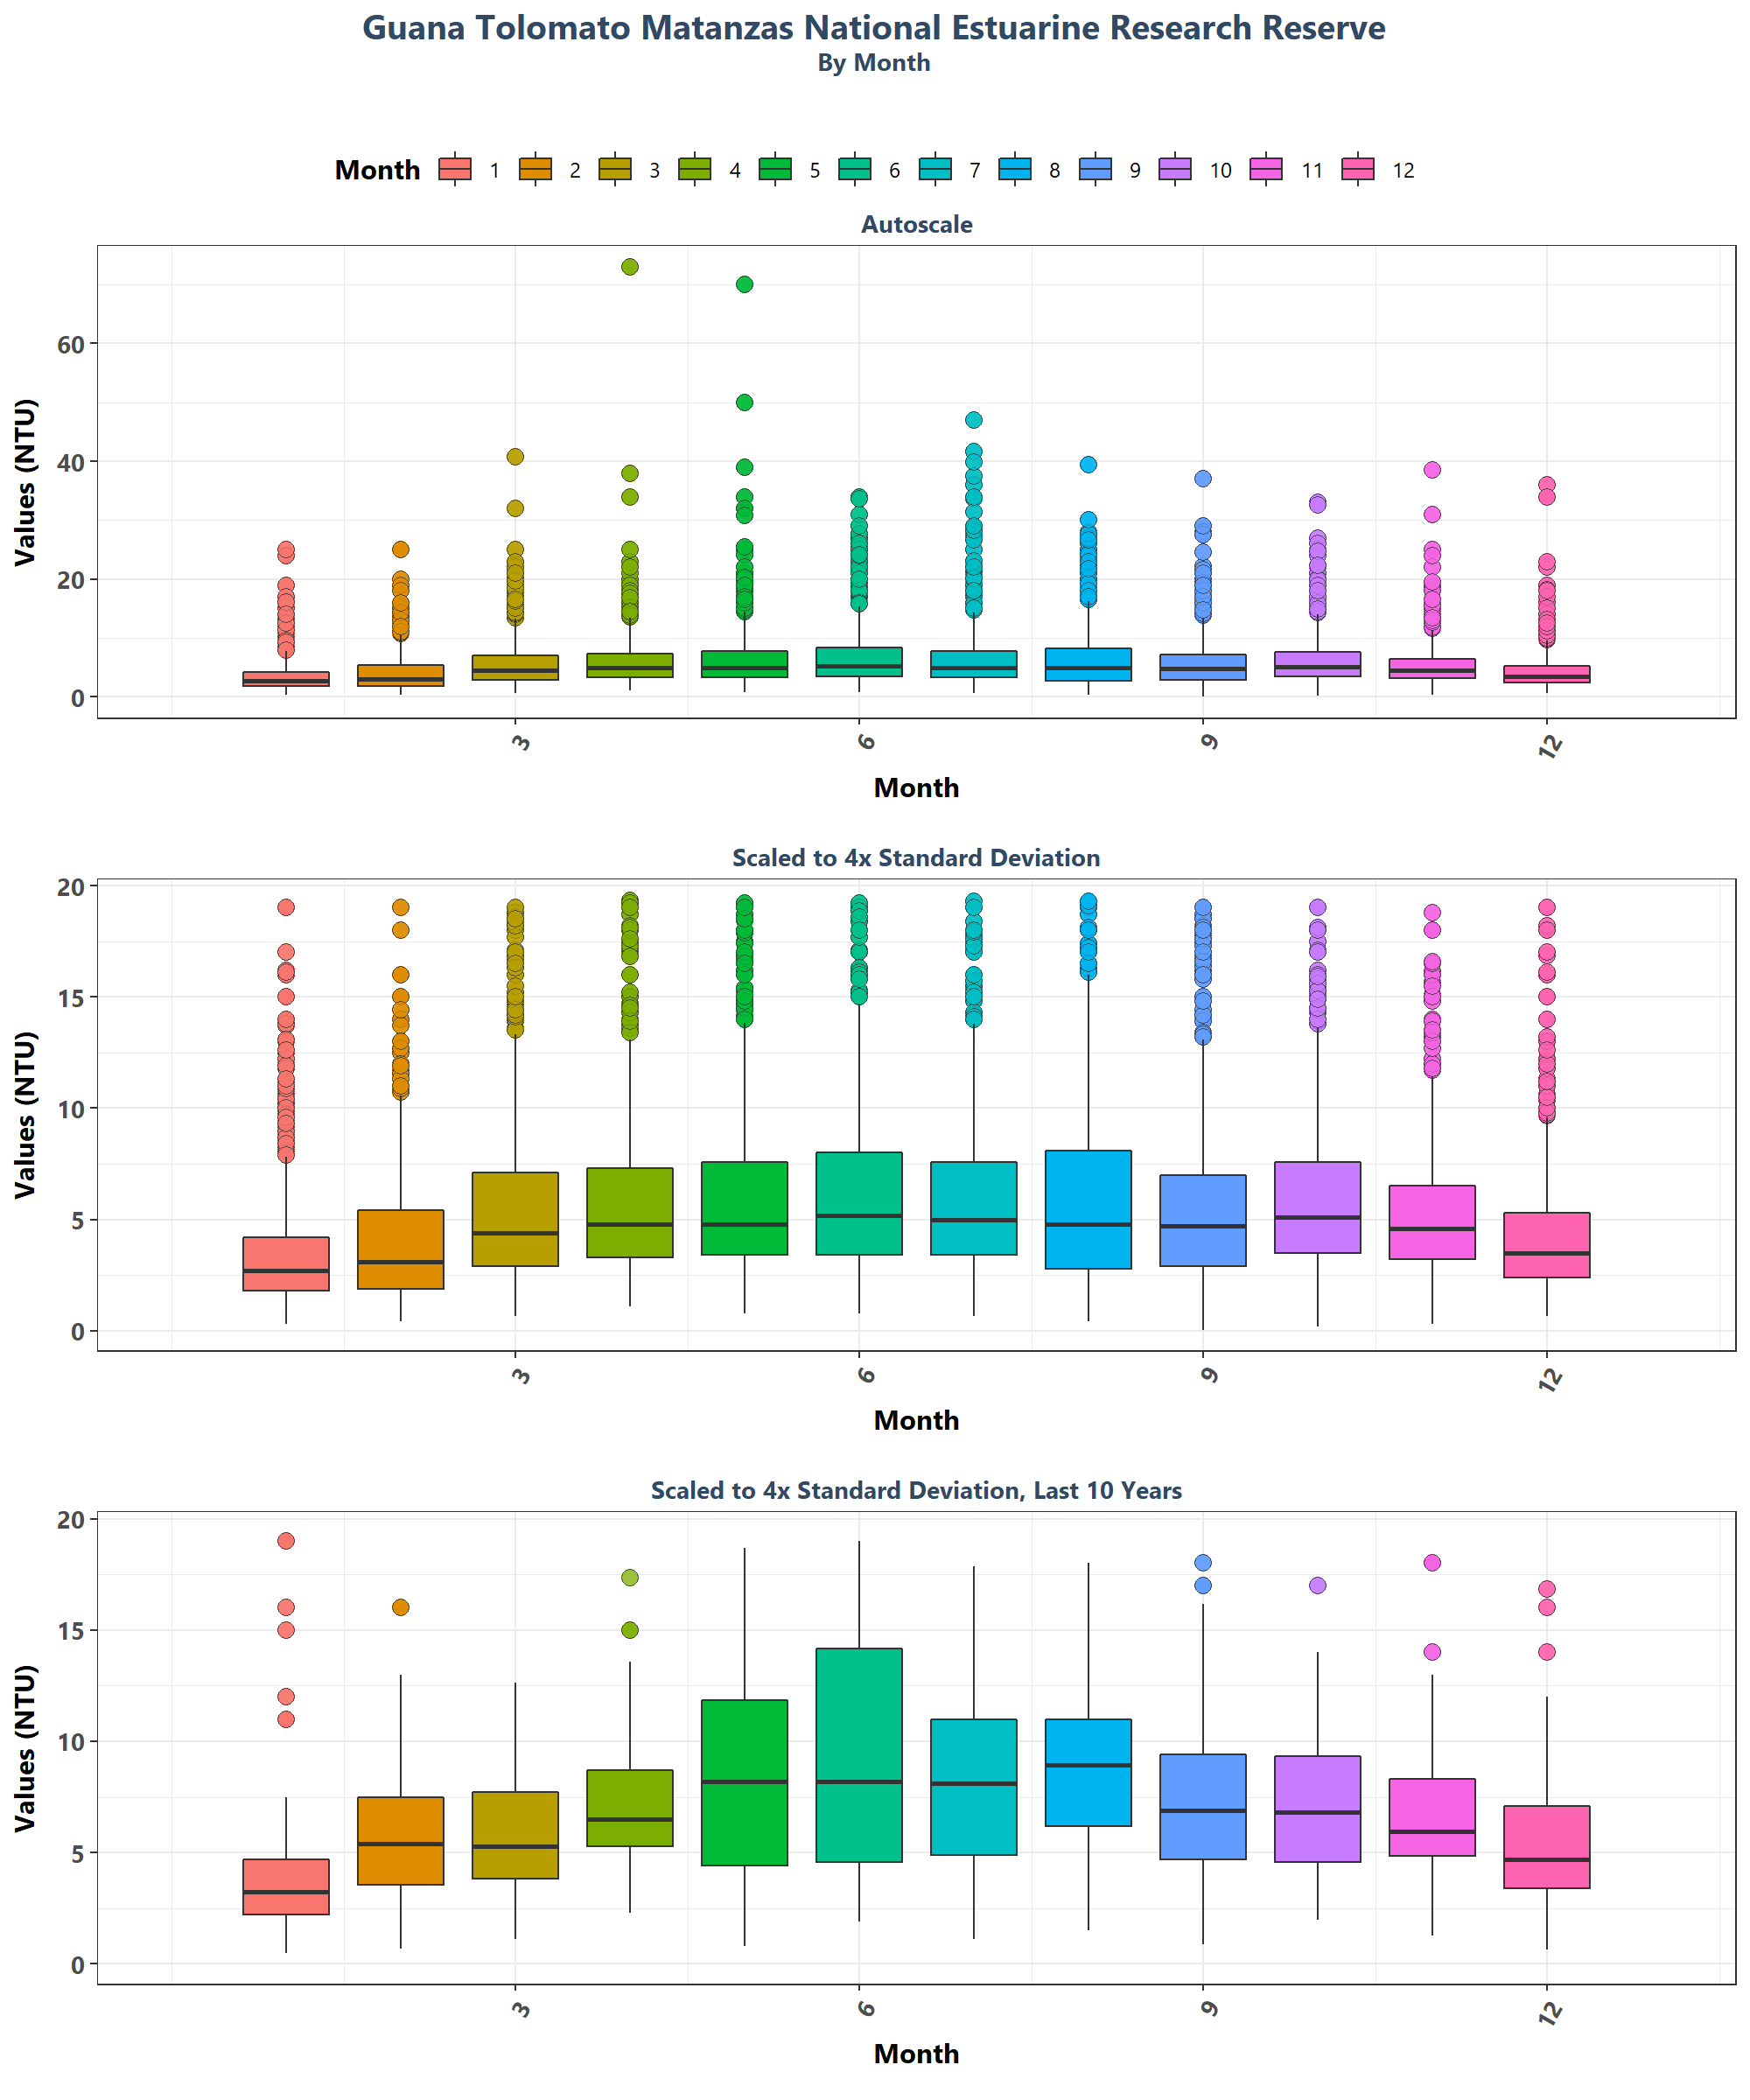 Guana Tolomato Matanzas National Estuarine Research Reserve
By Month
Month 1 2 3 4 5 6 7 8 9 10 11 12
Autoscale
Values (NTU)
60
40
20
0
3 6 9 12
Month
Scaled to 4x Standard Deviation
Values (NTU)
20
15
10
5
0
3 6 9 12
Month
Scaled to 4x Standard Deviation, Last 10 Years
Values (NTU)
20
15
10
5
0
3 6 9 12
Month